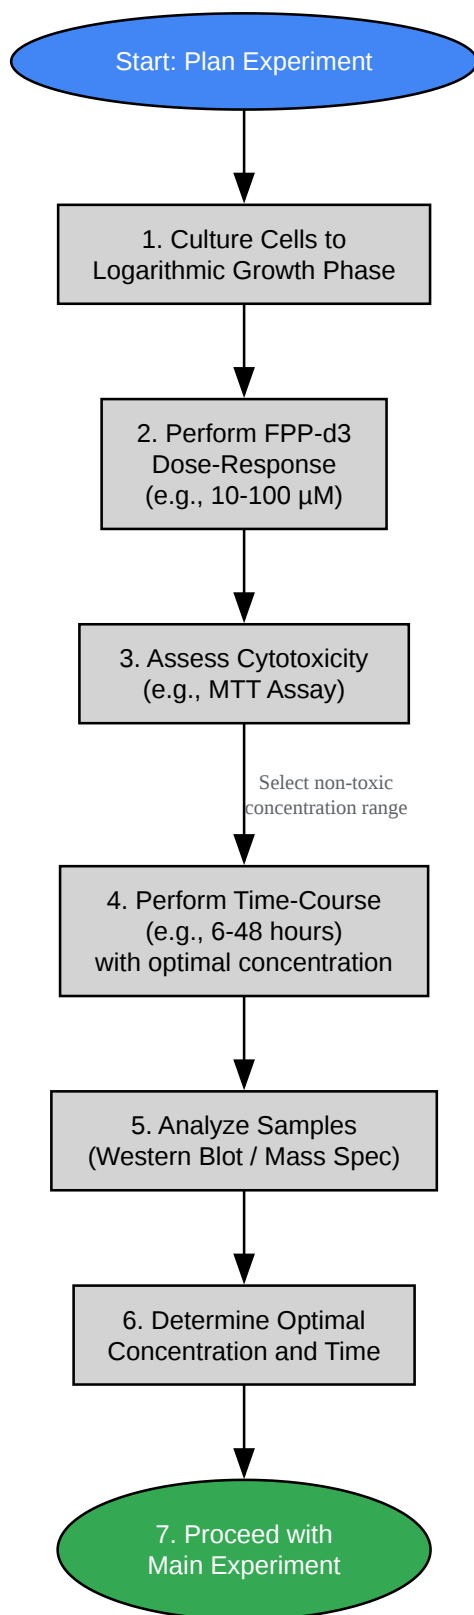 Start: Plan Experiment
1. Culture Cells to
Logarithmic Growth Phase
2. Perform FPP-d3
Dose-Response
(e.g., 10-100 µM)
3. Assess Cytotoxicity
(e.g., MTT Assay)
Select non-toxic
concentration range
4. Perform Time-Course
(e.g., 6-48 hours)
with optimal concentration
5. Analyze Samples
(Western Blot / Mass Spec)
6. Determine Optimal
Concentration and Time
7. Proceed with
Main Experiment